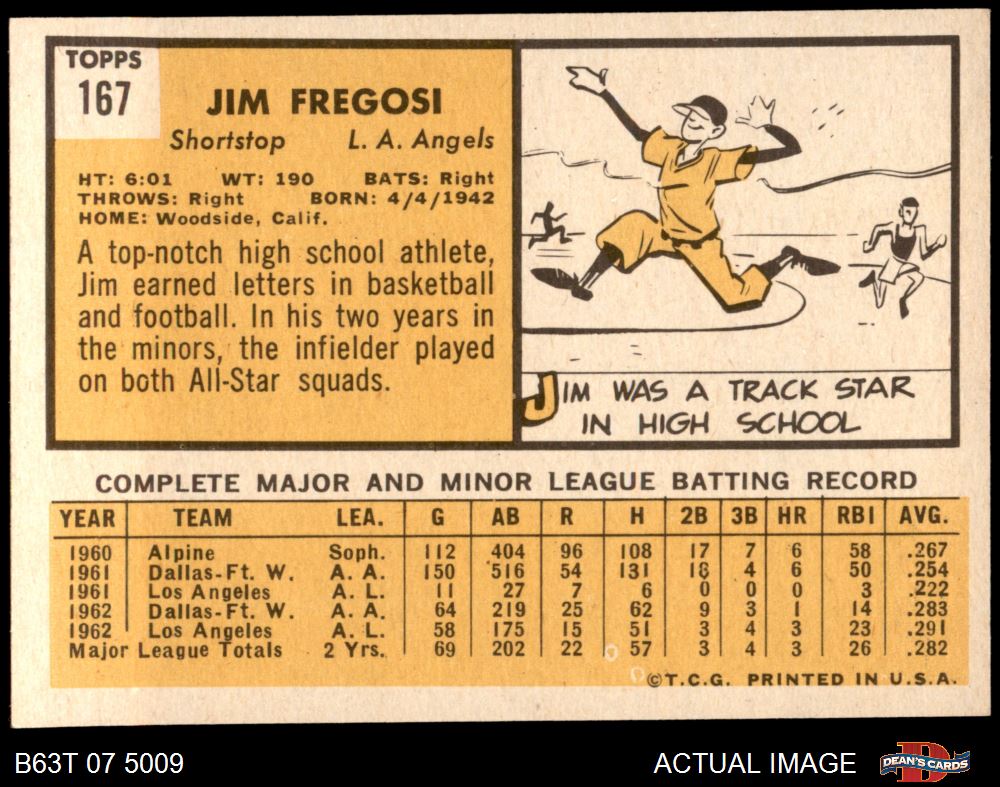 TOPPS
167
JIM FREGOSI
Shortstop L. A. Angels
HT: 6:01 WT: 190 BATS: Right
THROWS: Right BORN: 4/4/1942
HOME: Woodside, Calif.
A top-notch high school athlete,
Jim earned letters in basketball
and football. In his two years in
the minors, the infielder played
on both All-Star squads.
JIM WAS A TRACK STAR
IN HIGH SCHOOL
COMPLETE MAJOR AND MINOR LEAGUE BATTING RECORD
YEAR TEAM LEA. G AB R H 2B 3B HR RBI AVG.
1960 Alpine Soph. 112 404 96 108 17 7 6 58 .267
1961 Dallas-Ft. W. A. A. 150 516 54 131 18 4 6 50 .254
1961 Los Angeles A. L. 11 27 7 6 0 0 0 3 .222
1962 Dallas-Ft. W. A. A. 64 219 25 62 9 3 1 14 .283
1962 Los Angeles A. L. 58 175 15 51 3 4 3 23 .291
Major League Totals 2 Yrs. 69 202 22 57 3 4 3 26 .282
©T.C.G. PRINTED IN U.S.A.
B63T 07 5009 ACTUAL IMAGE DEAN'S CARDS